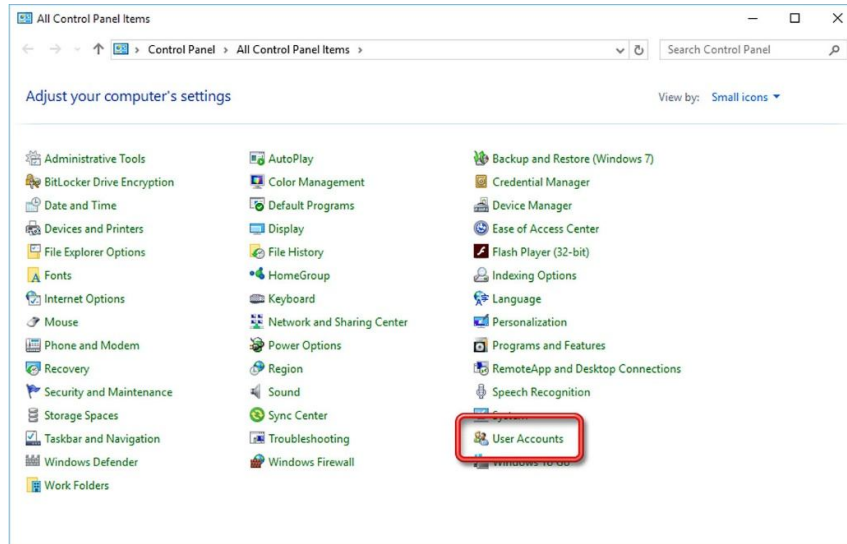 All Control Panel Items
Control Panel > All Control Panel Items >
Search Control Panel
Adjust your computer's settings
View by: Small icons
Administrative Tools
AutoPlay
Backup and Restore (Windows 7)
BitLocker Drive Encryption
Color Management
Credential Manager
Date and Time
Default Programs
Device Manager
Devices and Printers
Display
Ease of Access Center
File Explorer Options
File History
Flash Player (32-bit)
Fonts
HomeGroup
Indexing Options
Internet Options
Keyboard
Language
Mouse
Network and Sharing Center
Personalization
Phone and Modem
Power Options
Programs and Features
Recovery
Region
RemoteApp and Desktop Connections
Security and Maintenance
Sound
Speech Recognition
Storage Spaces
Sync Center
System
Taskbar and Navigation
Troubleshooting
User Accounts
Windows Defender
Windows Firewall
Windows To Go
Work Folders